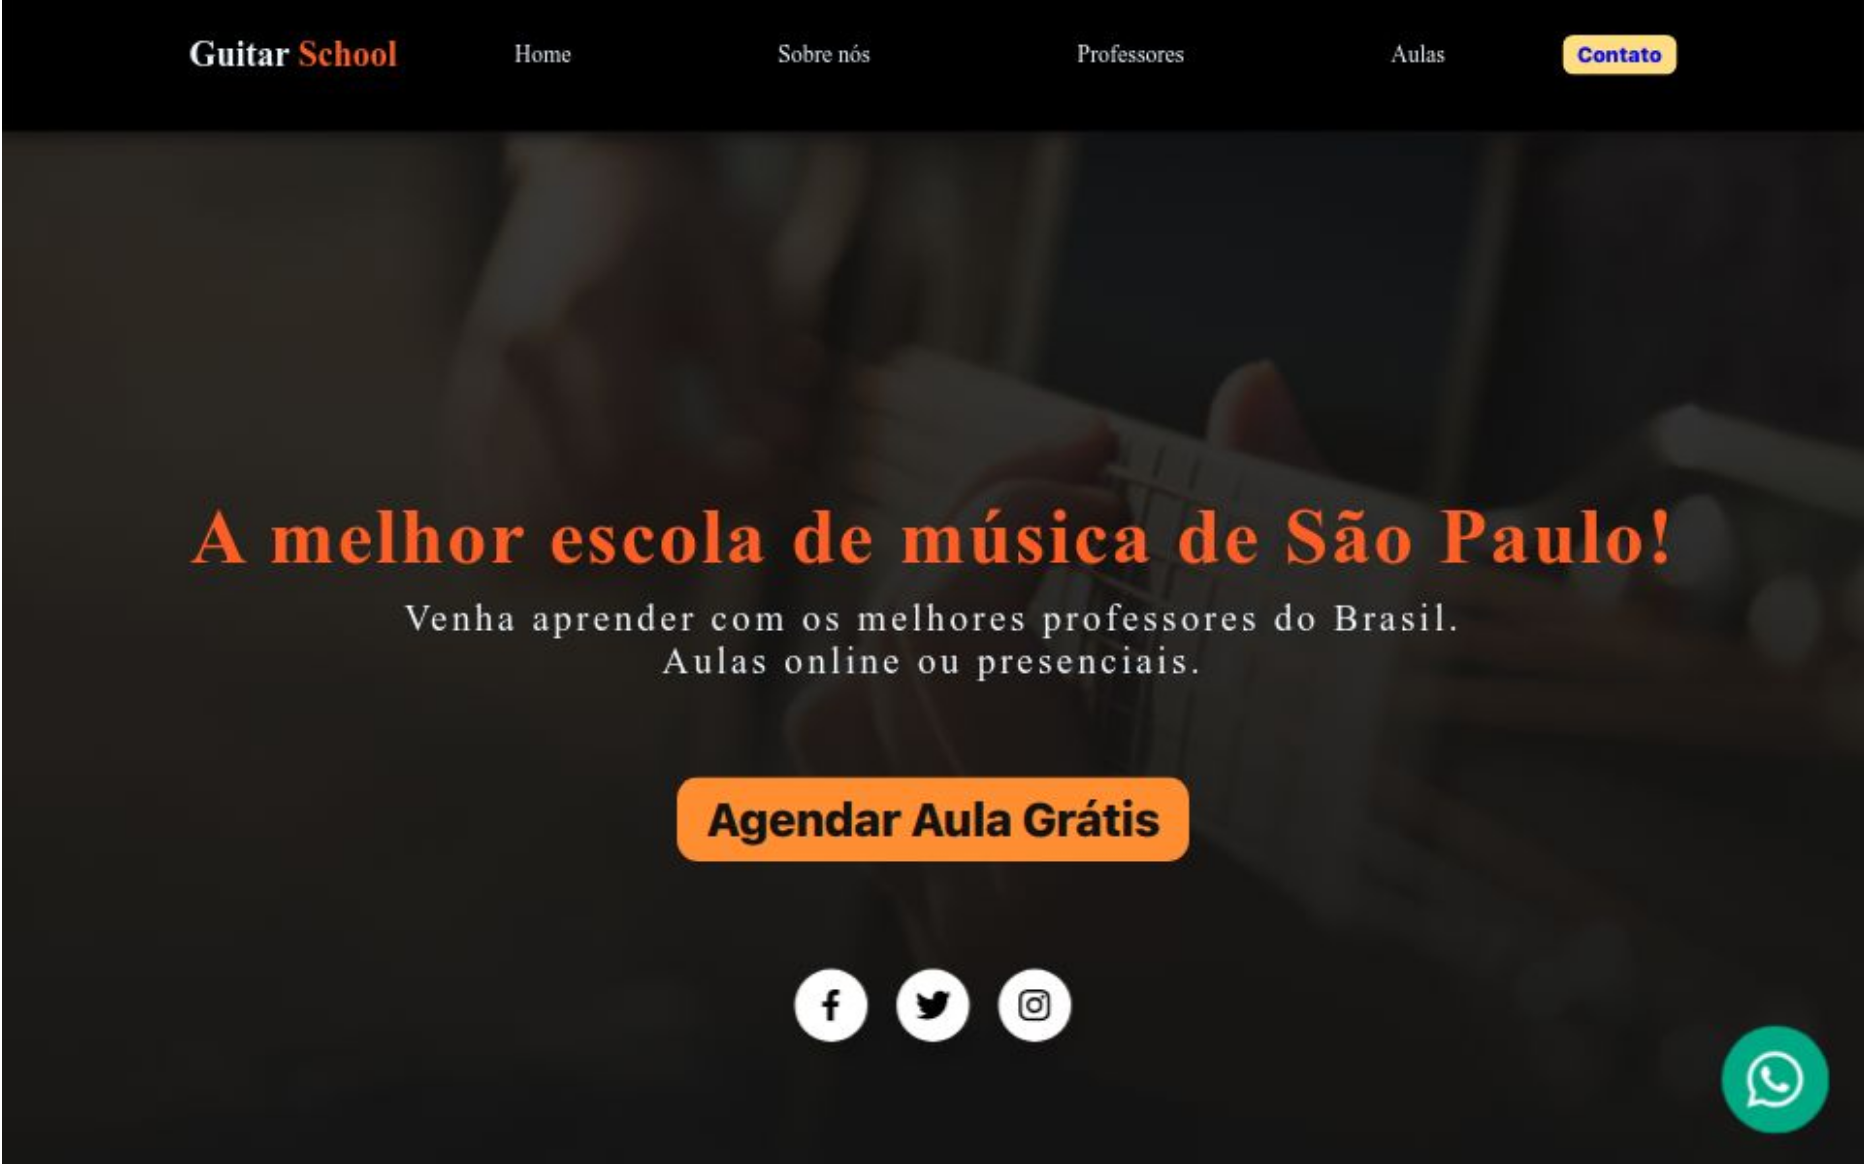 Guitar School Home Sobre nós Professores Aulas Contato
A melhor escola de música de São Paulo!
Venha aprender com os melhores professores do Brasil.
Aulas online ou presenciais.
Agendar Aula Grátis